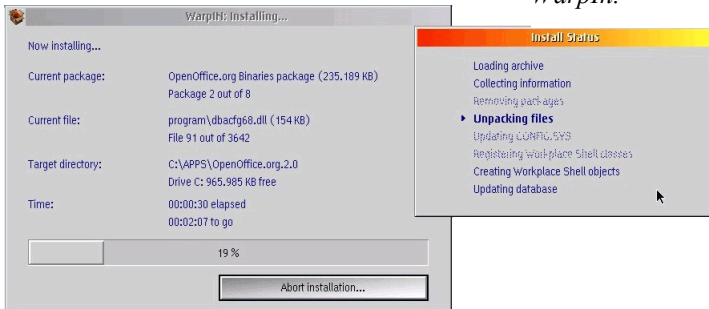 WarpIn.
WarpIN: Installing...
Now installing...
Current package: OpenOffice.org Binaries package (235.189 KB)
Package 2 out of 8
Current file: program\dbacfg68.dll (154 KB)
File 91 out of 3642
Target directory: C:\APPS\OpenOffice.org.2.0
Drive C: 965.985 KB free
Time: 00:00:30 elapsed
00:02:07 to go
19 %
Abort installation...
Install Status
Loading archive
Collecting information
Removing packages
Unpacking files
Updating CONFIG.SYS
Registering Workplace Shell classes
Creating Workplace Shell objects
Updating database